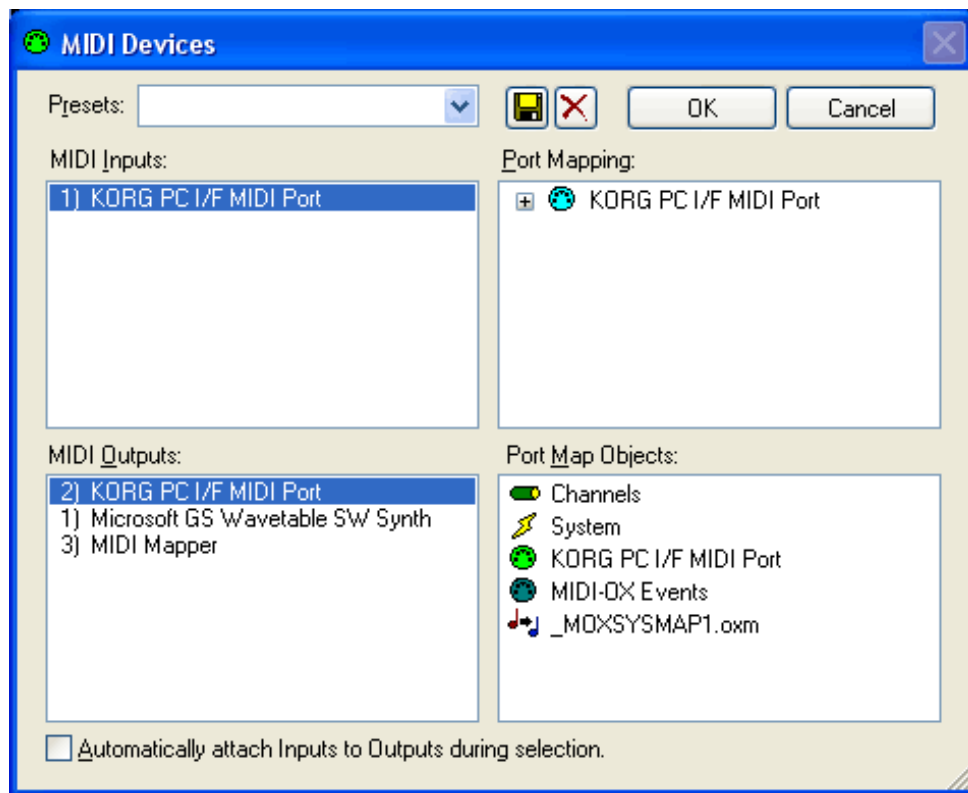 MIDI Devices
Presets:
OK
Cancel
MIDI Inputs:
1) KORG PC I/F MIDI Port
Port Mapping:
KORG PC I/F MIDI Port
MIDI Outputs:
2) KORG PC I/F MIDI Port
1) Microsoft GS Wavetable SW Synth
3) MIDI Mapper
Port Map Objects:
Channels
System
KORG PC I/F MIDI Port
MIDI-OX Events
_MOXSYSMAP1.oxm
Automatically attach Inputs to Outputs during selection.